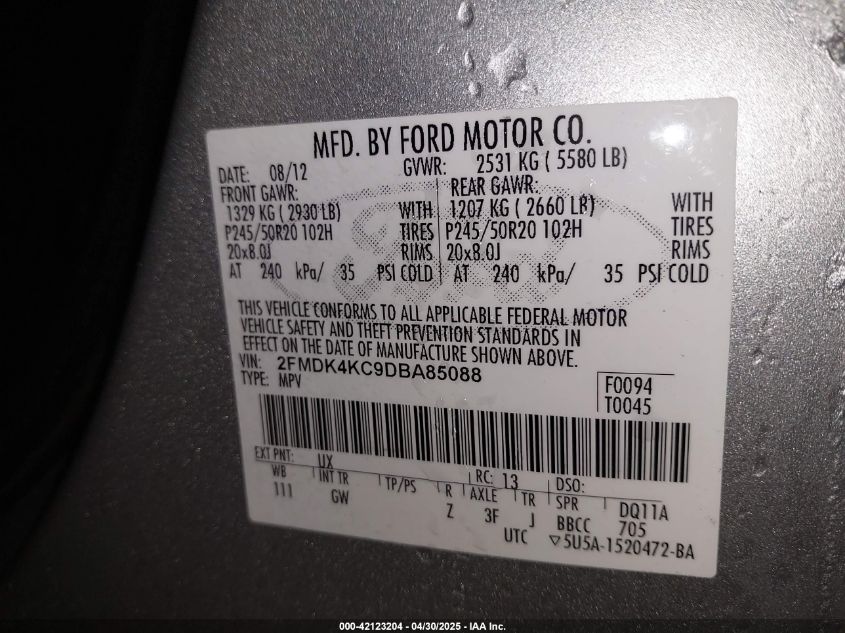 MFD. BY FORD MOTOR CO.
DATE: 08/12 GVWR: 2531 KG ( 5580 LB)
FRONT GAWR: REAR GAWR:
1329 KG ( 2930 LB) WITH 1207 KG ( 2660 LB) WITH
P245/50R20 102H TIRES P245/50R20 102H TIRES
20x8.0J RIMS 20x8.0J RIMS
AT 240 kPa/ 35 PSI COLD AT 240 kPa/ 35 PSI COLD
THIS VEHICLE CONFORMS TO ALL APPLICABLE FEDERAL MOTOR
VEHICLE SAFETY AND THEFT PREVENTION STANDARDS IN
EFFECT ON THE DATE OF MANUFACTURE SHOWN ABOVE.
VIN: 2FMDK4KC9DBA85088
TYPE: MPV
F0094
T0045
EXT PNT: UX RC: 13 DSO:
WB INT TR TP/PS R AXLE TR SPR DQ11A
111 GW Z 3F J BBCC 705
UTC ▽5U5A-1520472-BA
000-42123204 - 04/30/2025 - IAA Inc.